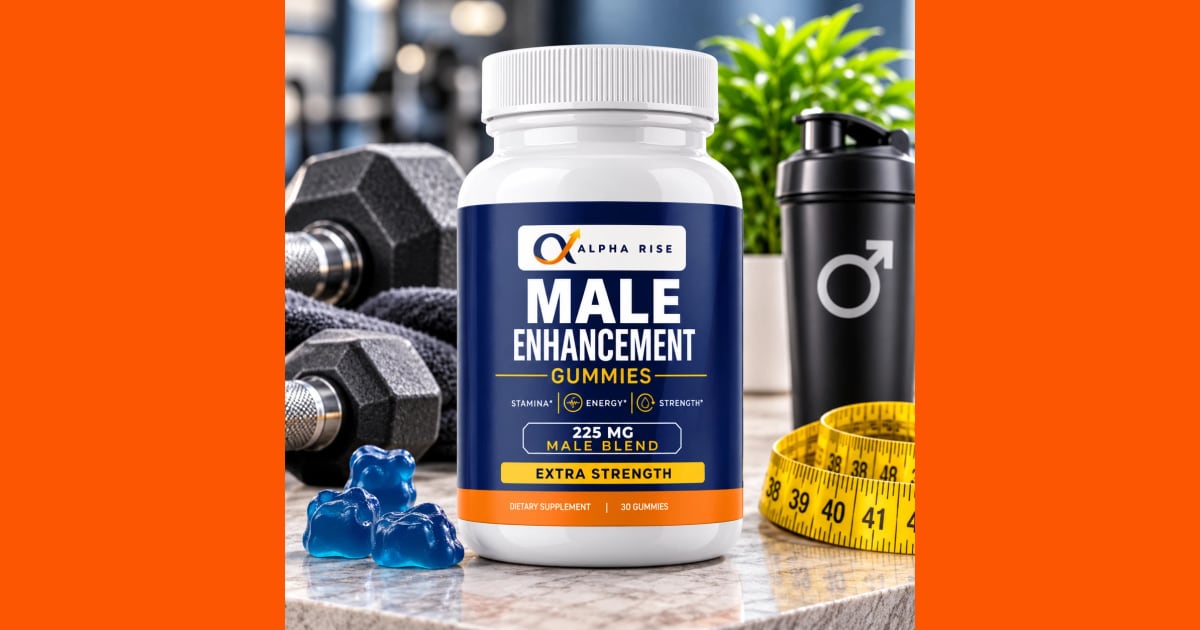 ALPHA RISE
MALE
ENHANCEMENT
GUMMIES
STAMINA* | ENERGY* | STRENGTH*
225 MG
MALE BLEND
EXTRA STRENGTH
DIETARY SUPPLEMENT | 30 GUMMIES
38 38 48
38 39 40 41